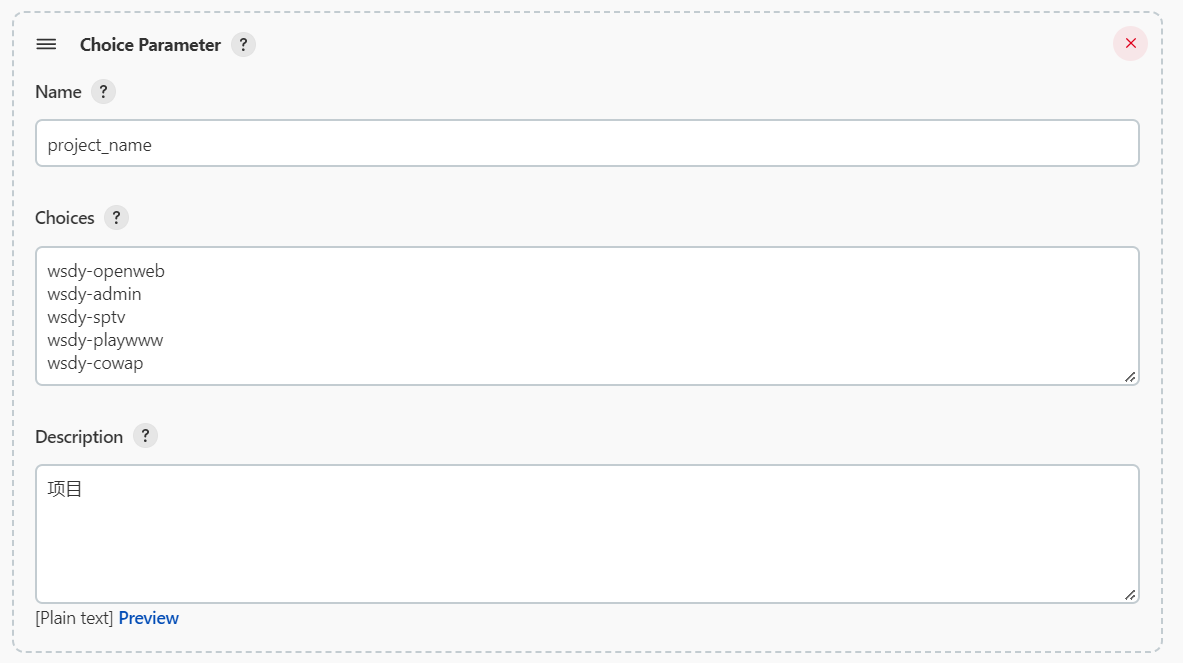 Choice Parameter ?
Name ?
project_name
Choices ?
wsdy-openweb
wsdy-admin
wsdy-sptv
wsdy-playwww
wsdy-cowap
Description ?
项目
[Plain text] Preview